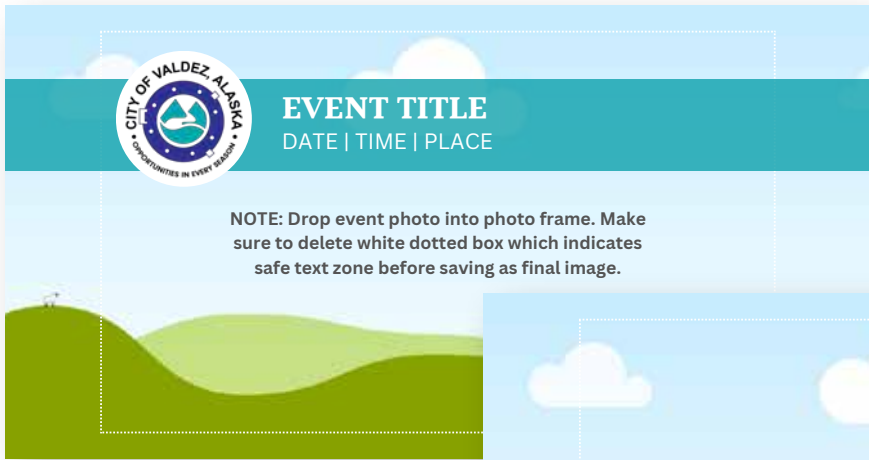 CITY OF VALDEZ, ALASKA
• OPPORTUNITIES IN EVERY SEASON •
EVENT TITLE
DATE | TIME | PLACE
NOTE: Drop event photo into photo frame. Make
sure to delete white dotted box which indicates
safe text zone before saving as final image.